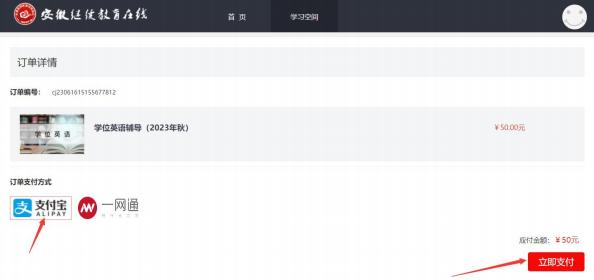 安徽继续教育在线
首 页 学习空间
订单详情
订单编号: cj23061615155677812
学位英语
学位英语辅导（2023年秋） ￥50.00元
订单支付方式
支 支付宝 ALIPAY 一网通
应付金额: ￥50元
立即支付